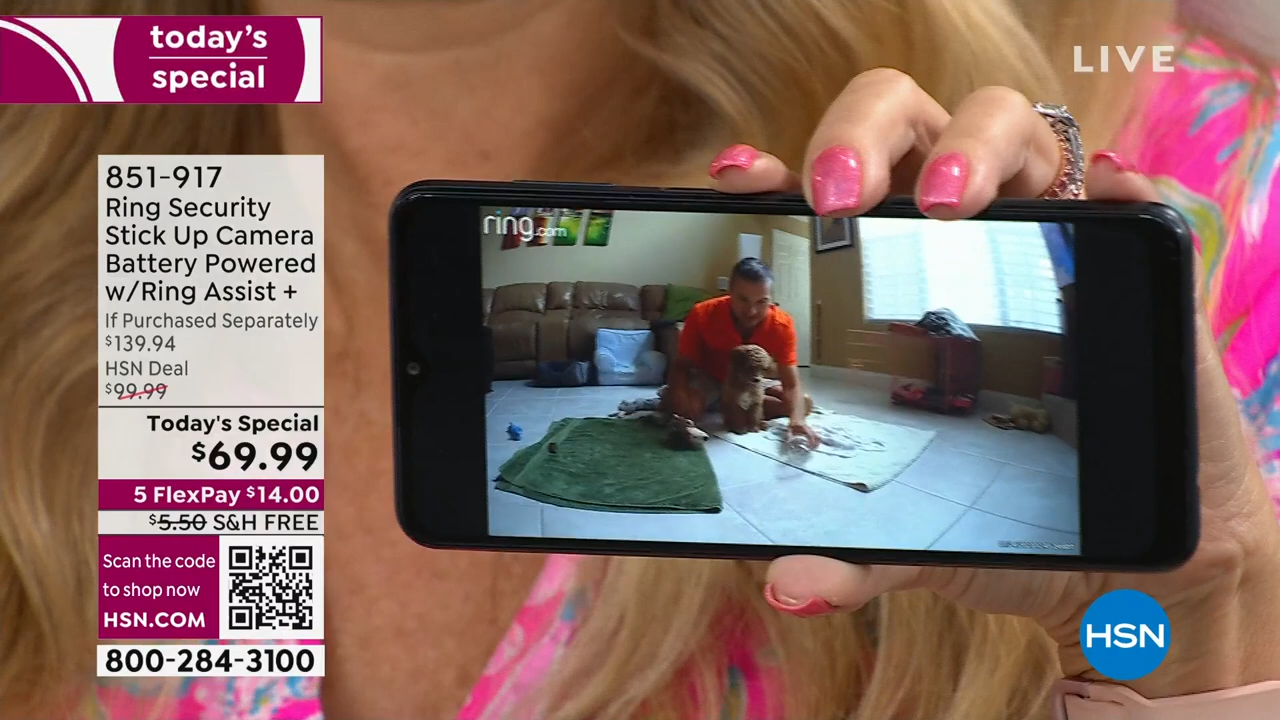 today's
special
LIVE
851-917
Ring Security
Stick Up Camera
Battery Powered
w/Ring Assist +
If Purchased Separately
$139.94
HSN Deal
$99.99
Today's Special
$69.99
5 FlexPay $14.00
$5.50 S&H FREE
Scan the code
to shop now
HSN.COM
800-284-3100
ring.com
HSN